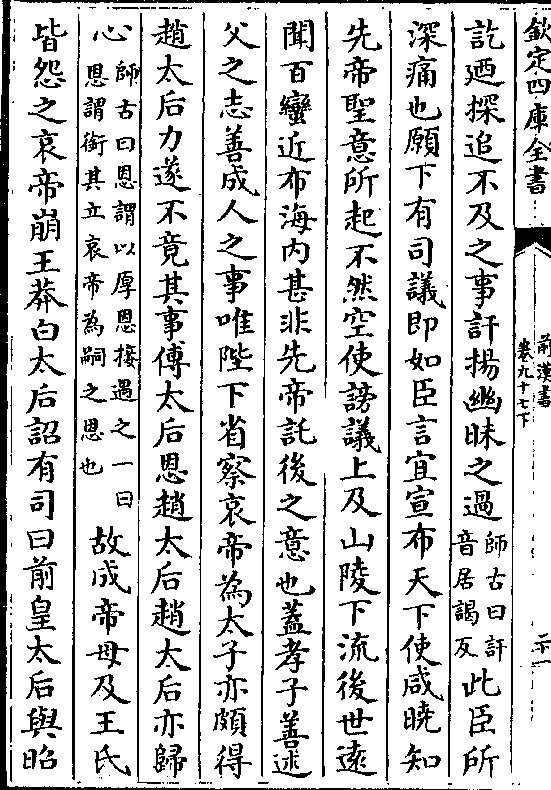 欽定四庫全書
前漢書
卷九十七下
二十一
訖廼探追不及之事訐揚幽昧之過師古曰訐音居謁反此臣所
深痛也願下有司議即如臣言宜宣布天下使咸曉知
先帝聖意所起不然空使謗議上及山陵下流後世遠
聞百蠻近布海内甚非先帝託後之意也蓋孝子善述
父之志善成人之事唯陛下省察哀帝為太子亦頗得
趙太后力遂不竟其事傅太后恩趙太后趙太后亦歸
心師古曰恩謂以厚恩接遇之一曰恩謂銜其立哀帝為嗣之恩也故成帝母及王氏
皆怨之哀帝崩王莽白太后詔有司曰前皇太后與昭